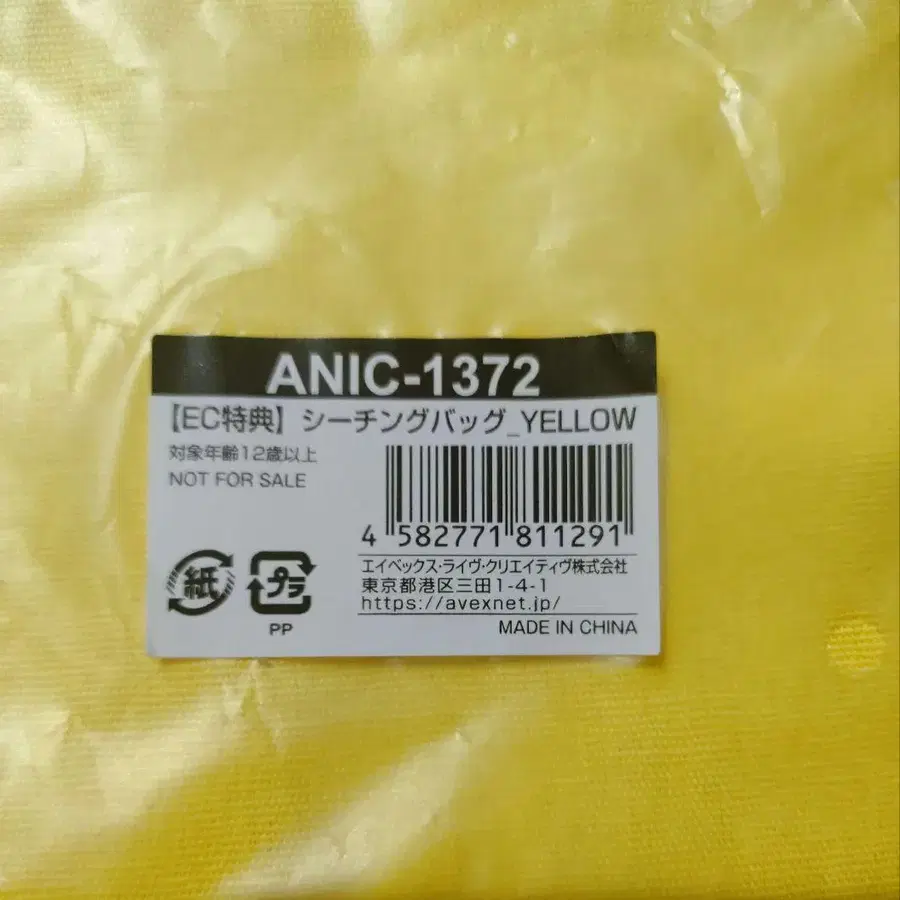 ANIC-1372
【EC特典】シーチングバッグ_YELLOW
対象年齢12歳以上
NOT FOR SALE
4 582771 811291
エイベックス・ライヴ・クリエイティヴ株式会社
東京都港区三田1-4-1
https://avexnet.jp/
紙
プラ
PP
MADE IN CHINA